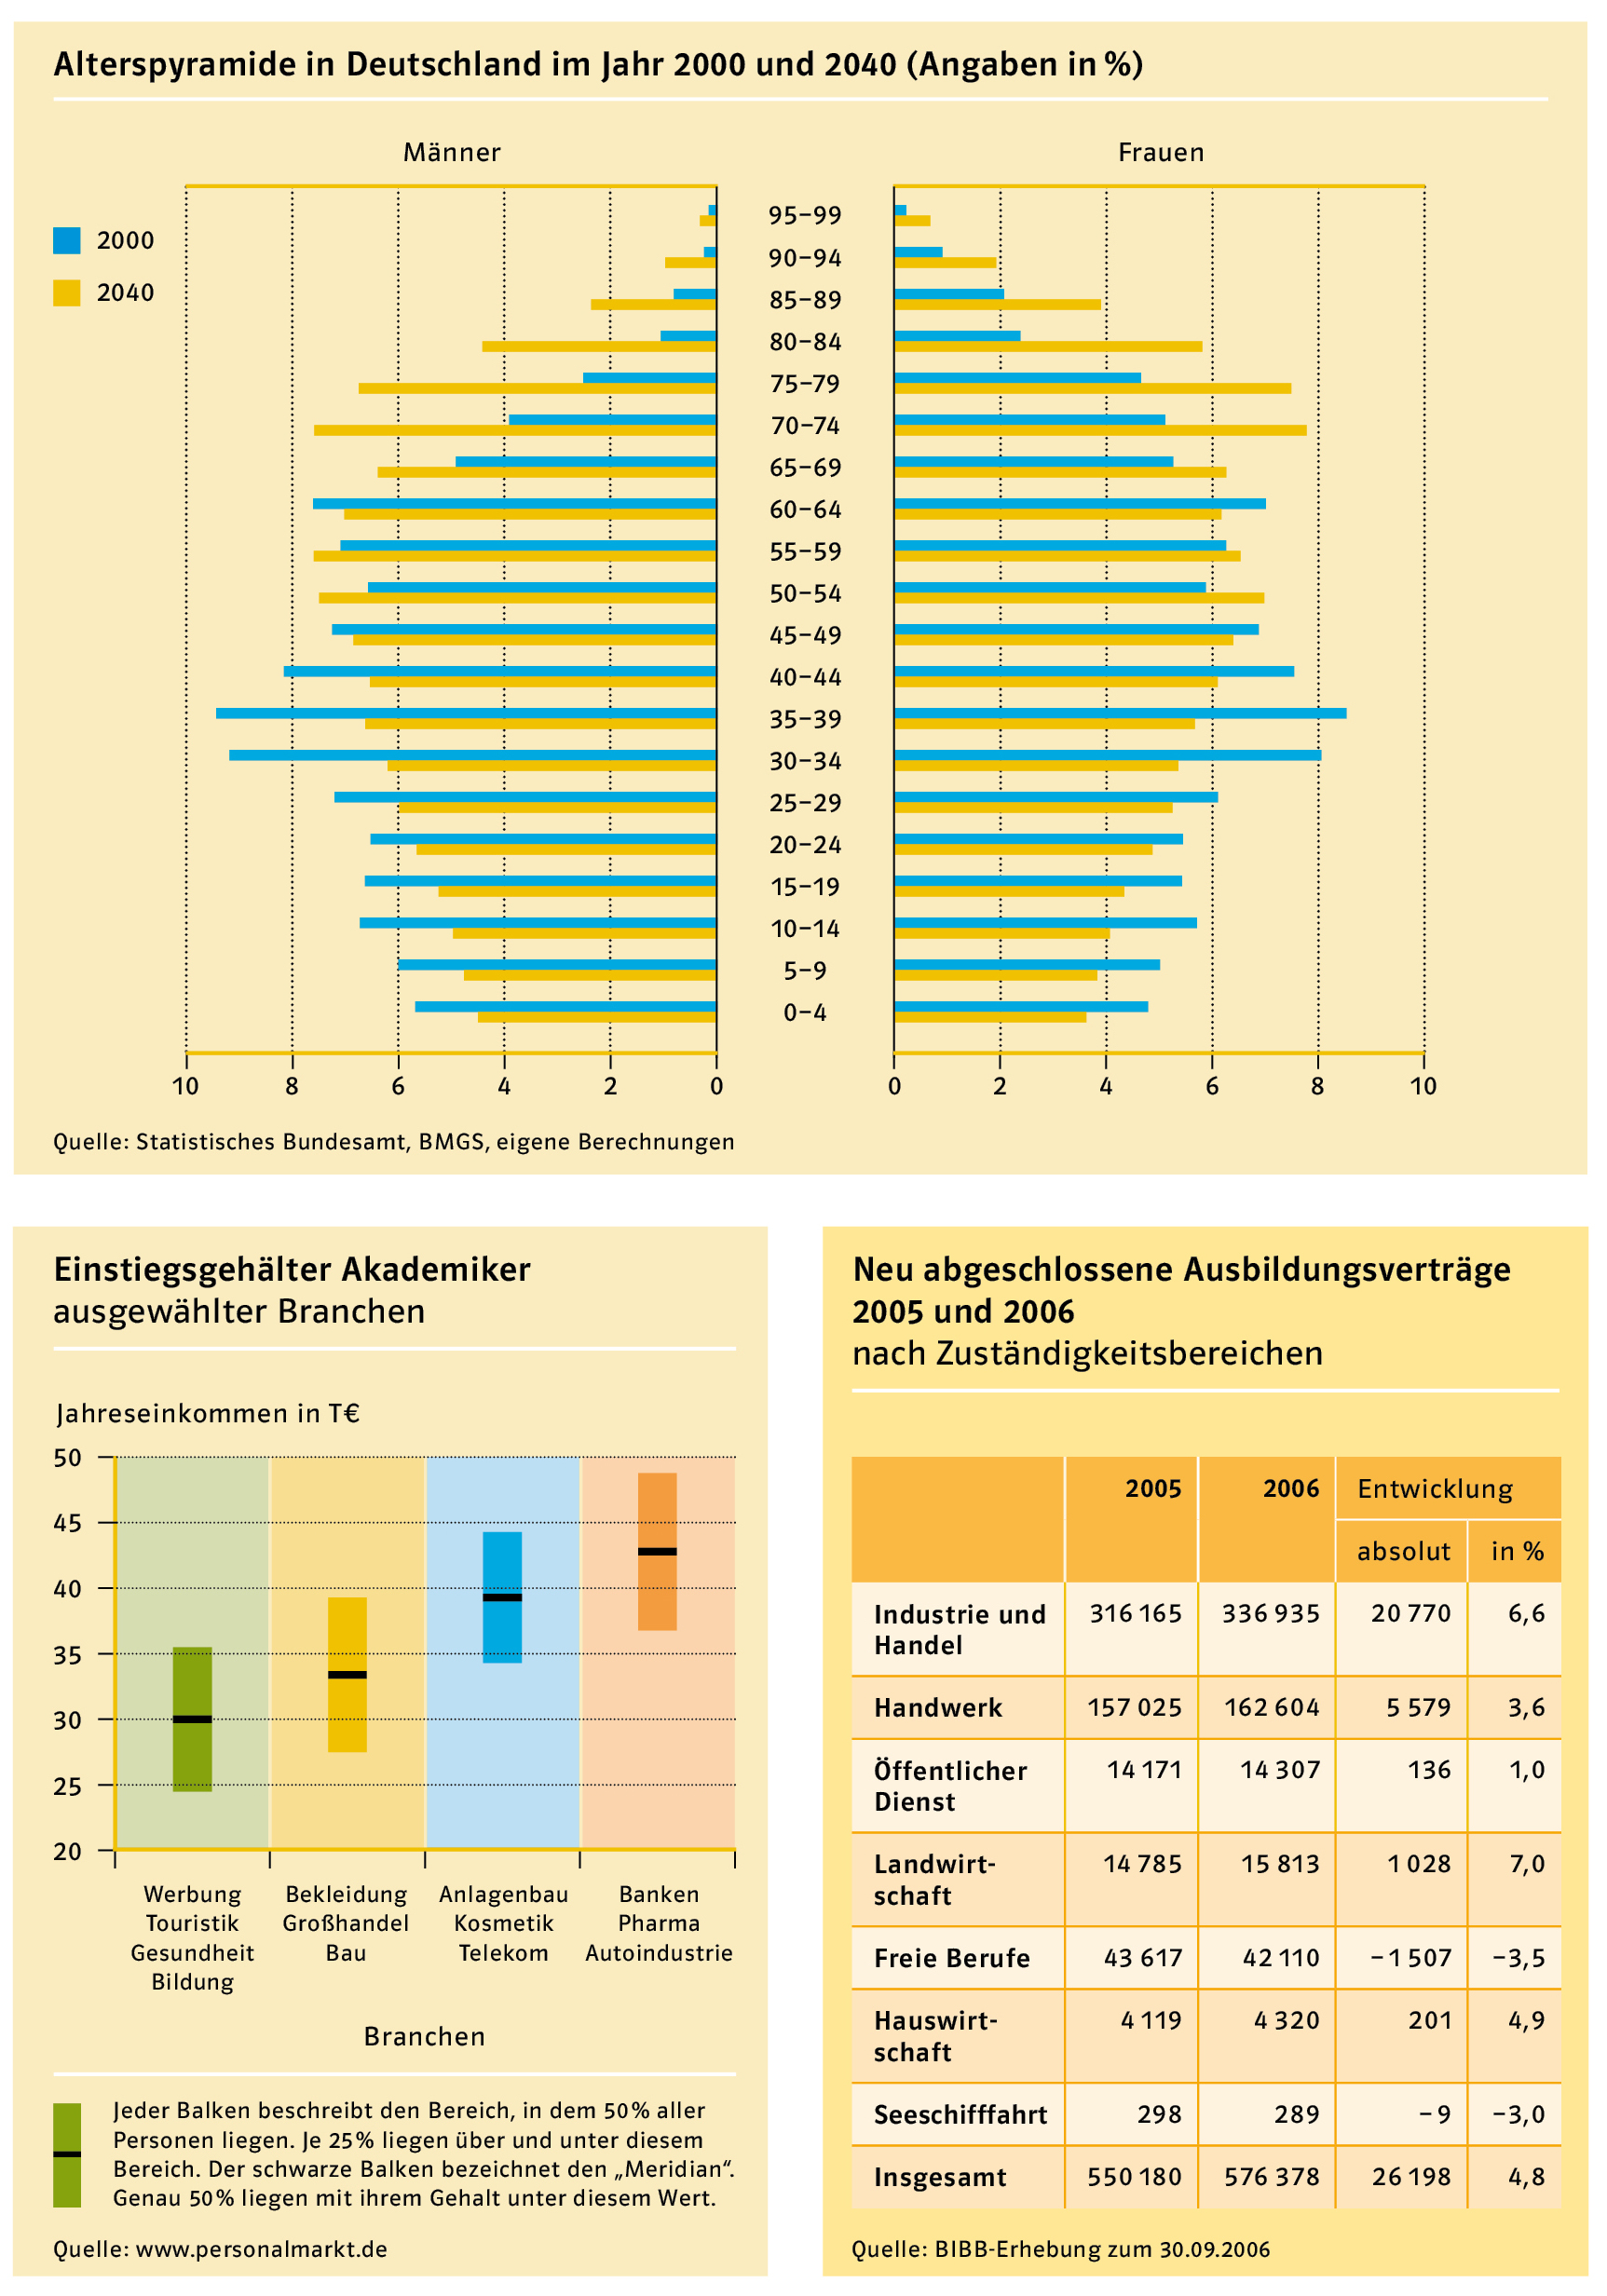 Alterspyramide in Deutschland im Jahr 2000 und 2040 (Angaben in %)
Männer
Frauen
2000
2040
95–99
90–94
85–89
80–84
75–79
70–74
65–69
60–64
55–59
50–54
45–49
40–44
35–39
30–34
25–29
20–24
15–19
10–14
5–9
0–4
10 8 6 4 2 0
0 2 4 6 8 10
Quelle: Statistisches Bundesamt, BMGS, eigene Berechnungen
Einstiegsgehälter Akademiker
ausgewählter Branchen
Jahreseinkommen in T€
50
45
40
35
30
25
20
Werbung
Touristik
Gesundheit
Bildung
Bekleidung
Großhandel
Bau
Anlagenbau
Kosmetik
Telekom
Banken
Pharma
Autoindustrie
Branchen
Jeder Balken beschreibt den Bereich, in dem 50% aller
Personen liegen. Je 25% liegen über und unter diesem
Bereich. Der schwarze Balken bezeichnet den „Meridian“.
Genau 50% liegen mit ihrem Gehalt unter diesem Wert.
Quelle: www.personalmarkt.de
Neu abgeschlossene Ausbildungsverträge
2005 und 2006
nach Zuständigkeitsbereichen
2005 2006 Entwicklung
absolut in %
Industrie und 316 165 336 935 20 770 6,6
Handel
Handwerk 157 025 162 604 5 579 3,6
Öffentlicher 14 171 14 307 136 1,0
Dienst
Landwirt- 14 785 15 813 1 028 7,0
schaft
Freie Berufe 43 617 42 110 –1 507 –3,5
Hauswirt- 4 119 4 320 201 4,9
schaft
Seeschifffahrt 298 289 –9 –3,0
Insgesamt 550 180 576 378 26 198 4,8
Quelle: BIBB-Erhebung zum 30.09.2006